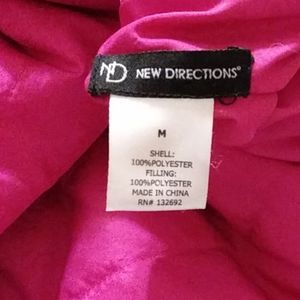 ND NEW DIRECTIONS®
M
SHELL:
100%POLYESTER
FILLING:
100%POLYESTER
MADE IN CHINA
RN# 132692